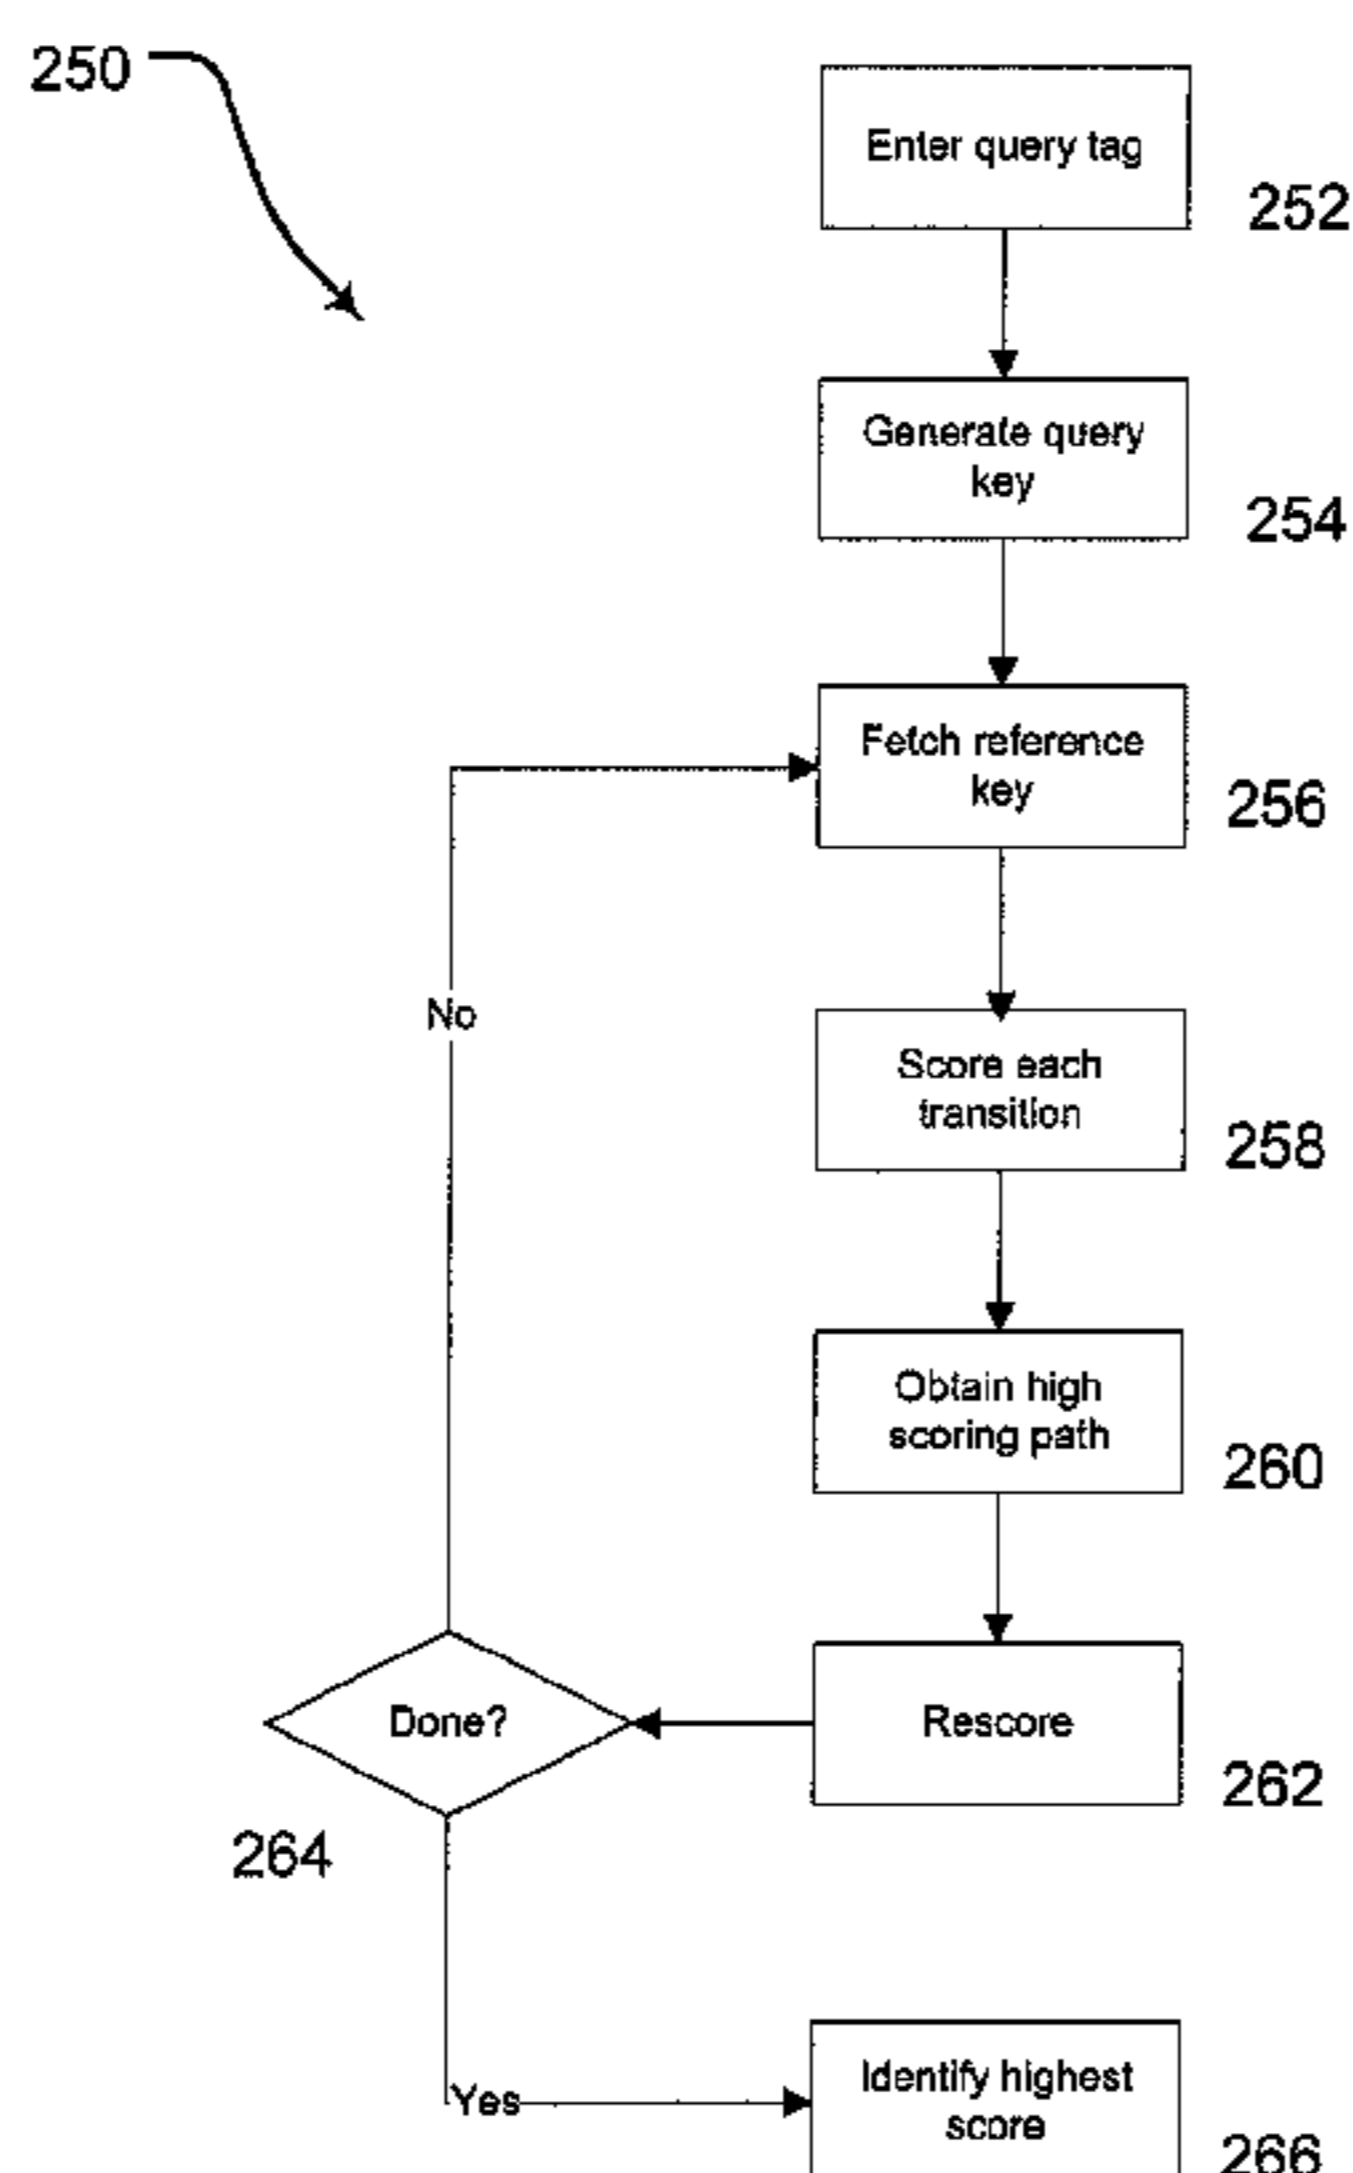 250
Enter query tag
252
Generate query
key
254
Fetch reference
key
256
No
Score each
transition
258
Obtain high
scoring path
260
Done?
Rescore
262
264
Yes
Identify highest
score
266